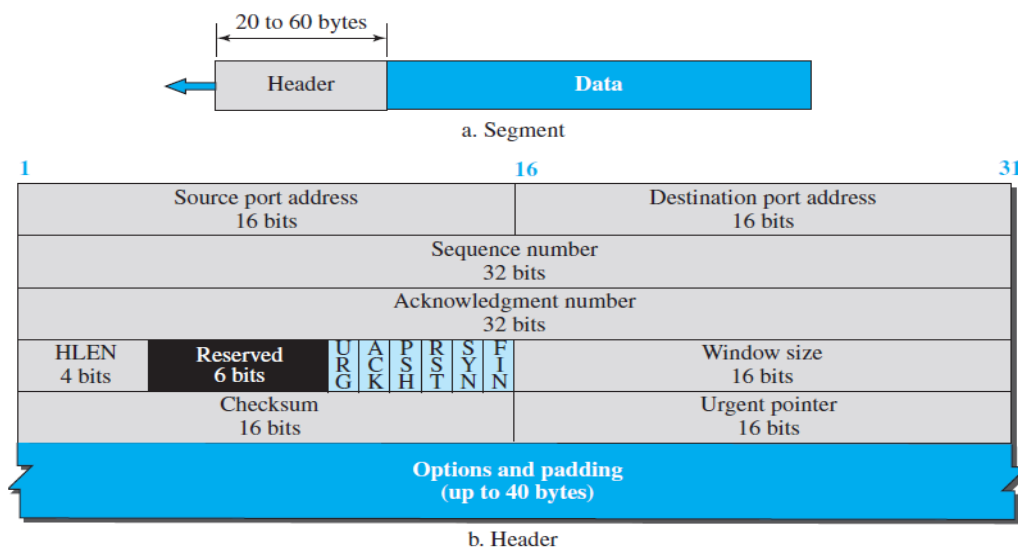 20 to 60 bytes
Header
Data
a. Segment
1
16
31
Source port address
16 bits
Destination port address
16 bits
Sequence number
32 bits
Acknowledgment number
32 bits
HLEN
4 bits
Reserved
6 bits
URG
ACK
PSH
RST
SYN
FIN
Window size
16 bits
Checksum
16 bits
Urgent pointer
16 bits
Options and padding
(up to 40 bytes)
b. Header